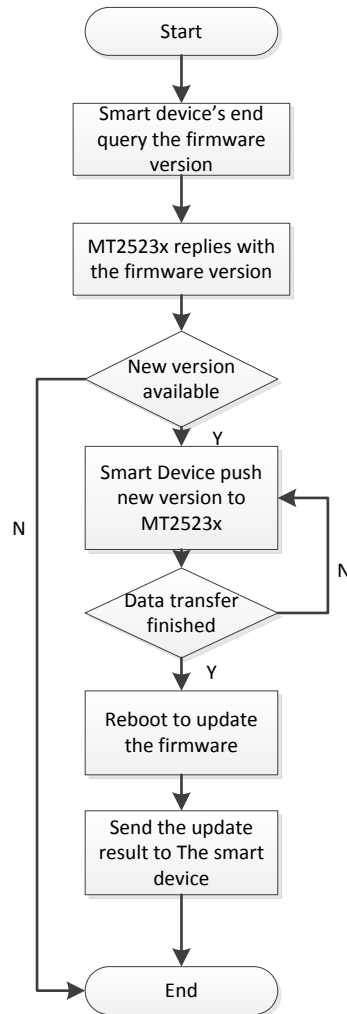 Start
Smart device’s end
query the firmware
version
MT2523x replies with
the firmware version
New version
available
Y
N
Smart Device push
new version to
MT2523x
N
Data transfer
finished
Y
Reboot to update
the firmware
Send the update
result to The smart
device
End